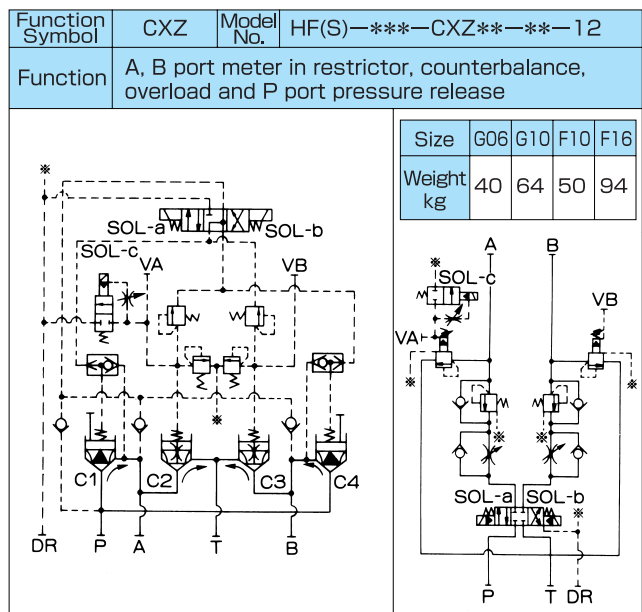 Function Symbol CXZ Model No. HF(S)—***—CXZ**—**—12
Function A, B port meter in restrictor, counterbalance, overload and P port pressure release
Size G06 G10 F10 F16
Weight kg 40 64 50 94
※
SOL-a SOL-b
SOL-c
VA VB
※
C1 C2 C3 C4
DR P A T B
A B
※
SOL-c
VB
VA
※ ※
※ ※
SOL-a SOL-b
※
P T DR